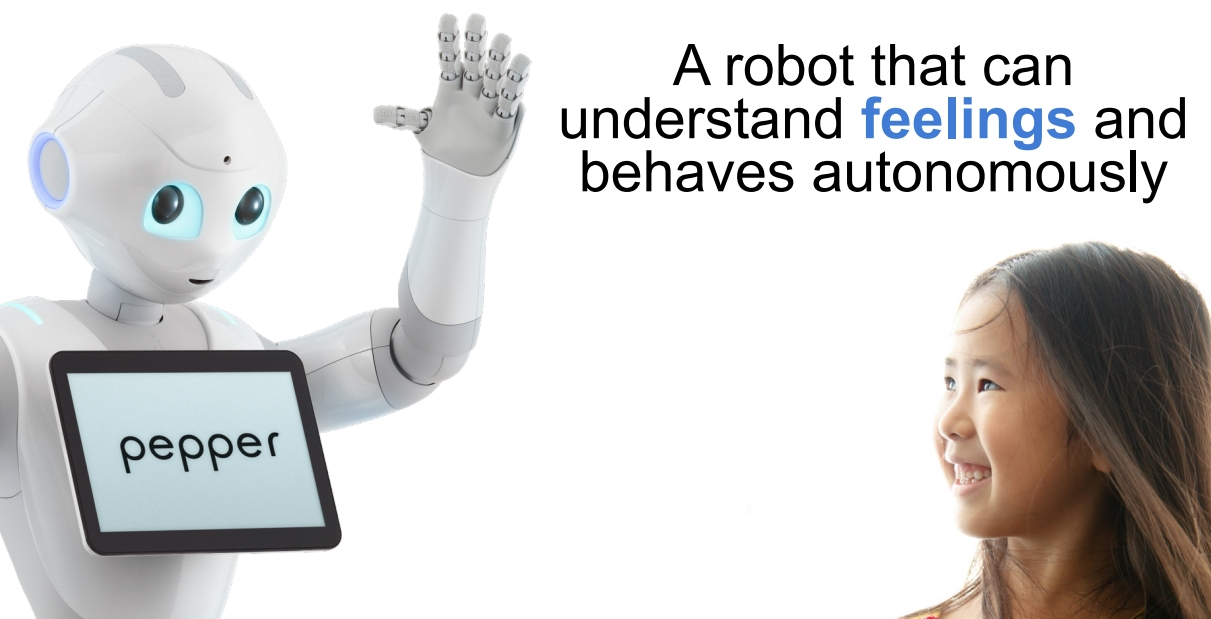 A robot that can
understand feelings and
behaves autonomously
pepper